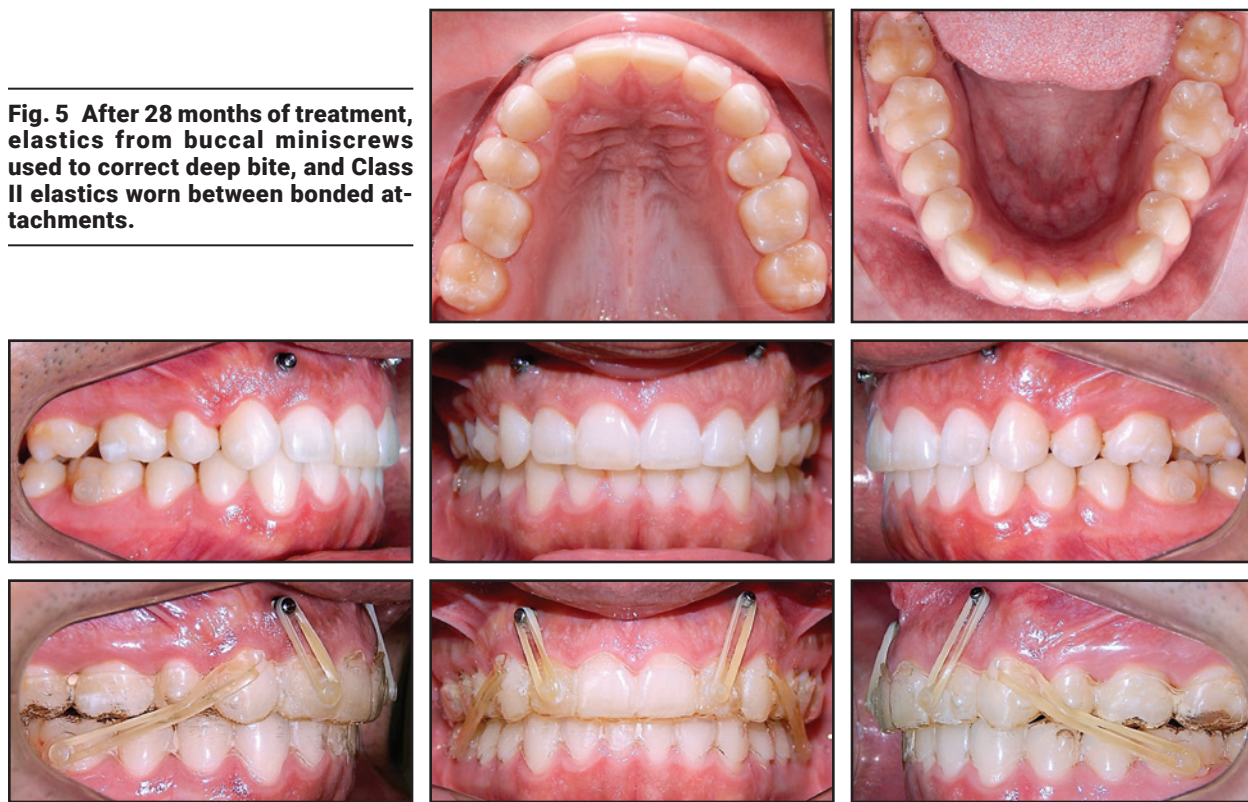 Fig. 5 After 28 months of treatment,
elastics from buccal miniscrews
used to correct deep bite, and Class
II elastics worn between bonded at-
tachments.